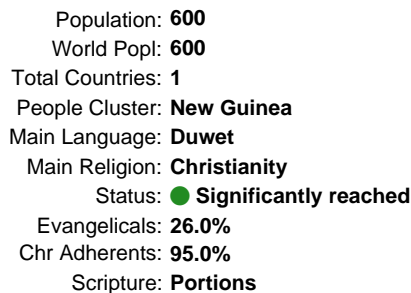 Population: 600
World Popl: 600
Total Countries: 1
People Cluster: New Guinea
Main Language: Duwet
Main Religion: Christianity
Status: Significantly reached
Evangelicals: 26.0%
Chr Adherents: 95.0%
Scripture: Portions